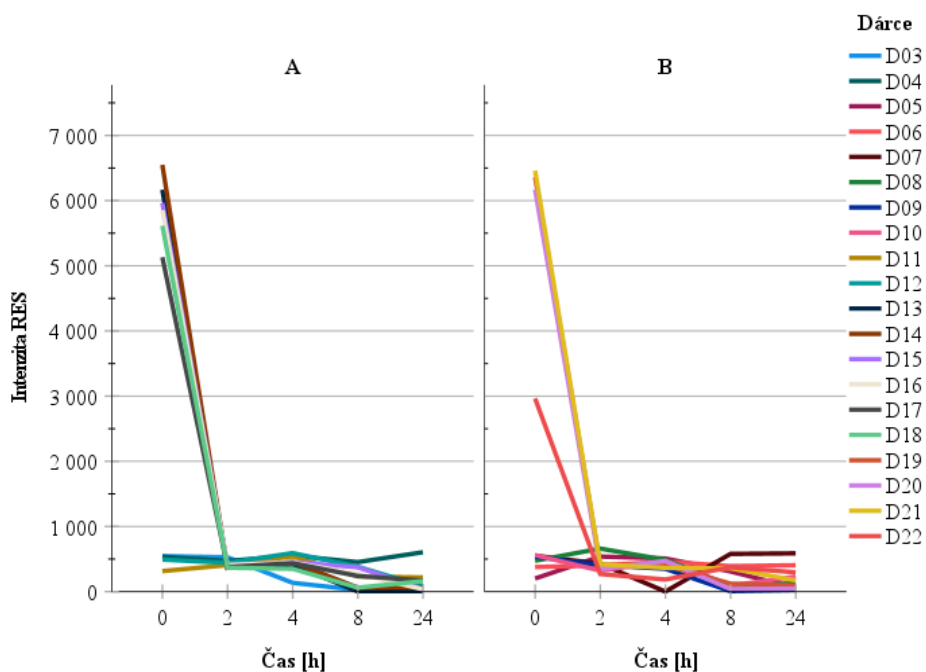 Dárce
A
B
D03
D04
D05
D06
D07
D08
D09
D10
D11
D12
D13
D14
D15
D16
D17
D18
D19
D20
D21
D22
Intenzita RES
7 000
6 000
5 000
4 000
3 000
2 000
1 000
0
0 2 4 8 24
0 2 4 8 24
Čas [h]
Čas [h]